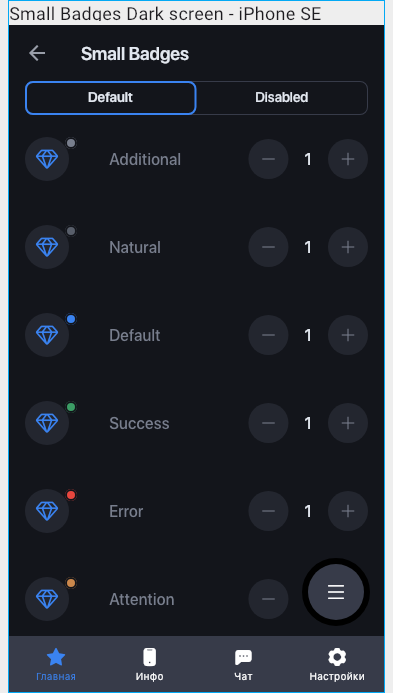 Small Badges Dark screen - iPhone SE
Small Badges
Default Disabled
Additional 1
Natural 1
Default 1
Success 1
Error 1
Attention
Главная Инфо Чат Настройки